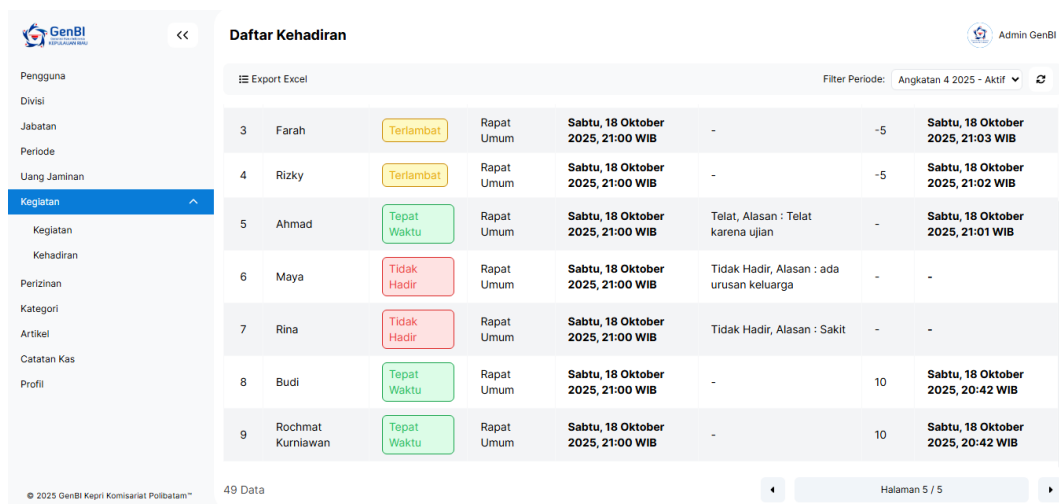 GenBI
KEPULAUAN RIAU
Daftar Kehadiran
Admin GenBI
Pengguna
Divisi
Jabatan
Periode
Uang Jaminan
Kegiatan
Kegiatan
Kehadiran
Perizinan
Kategori
Artikel
Catatan Kas
Profil
© 2025 GenBI Kepri Komisariat Polibatam™
Export Excel
Filter Periode: Angkatan 4 2025 - Aktif
3 Farah Terlambat Rapat Umum Sabtu, 18 Oktober 2025, 21:00 WIB - -5 Sabtu, 18 Oktober 2025, 21:03 WIB
4 Rizky Terlambat Rapat Umum Sabtu, 18 Oktober 2025, 21:00 WIB - -5 Sabtu, 18 Oktober 2025, 21:02 WIB
5 Ahmad Tepat Waktu Rapat Umum Sabtu, 18 Oktober 2025, 21:00 WIB Telat, Alasan : Telat karena ujian - Sabtu, 18 Oktober 2025, 21:01 WIB
6 Maya Tidak Hadir Rapat Umum Sabtu, 18 Oktober 2025, 21:00 WIB Tidak Hadir, Alasan : ada urusan keluarga - -
7 Rina Tidak Hadir Rapat Umum Sabtu, 18 Oktober 2025, 21:00 WIB Tidak Hadir, Alasan : Sakit - -
8 Budi Tepat Waktu Rapat Umum Sabtu, 18 Oktober 2025, 21:00 WIB - 10 Sabtu, 18 Oktober 2025, 20:42 WIB
9 Rochmat Kurniawan Tepat Waktu Rapat Umum Sabtu, 18 Oktober 2025, 21:00 WIB - 10 Sabtu, 18 Oktober 2025, 20:42 WIB
49 Data
Halaman 5 / 5